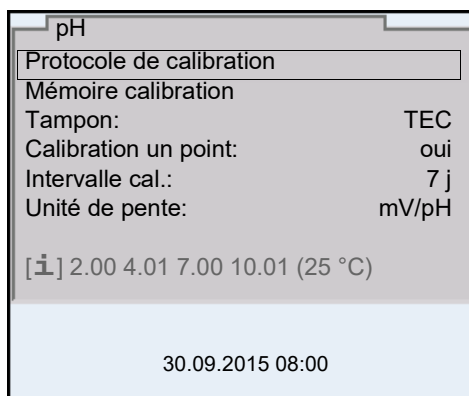 pH
Protocole de calibration
Mémoire calibration
Tampon: TEC
Calibration un point: oui
Intervalle cal.: 7 j
Unité de pente: mV/pH
[i] 2.00 4.01 7.00 10.01 (25 °C)
30.09.2015 08:00